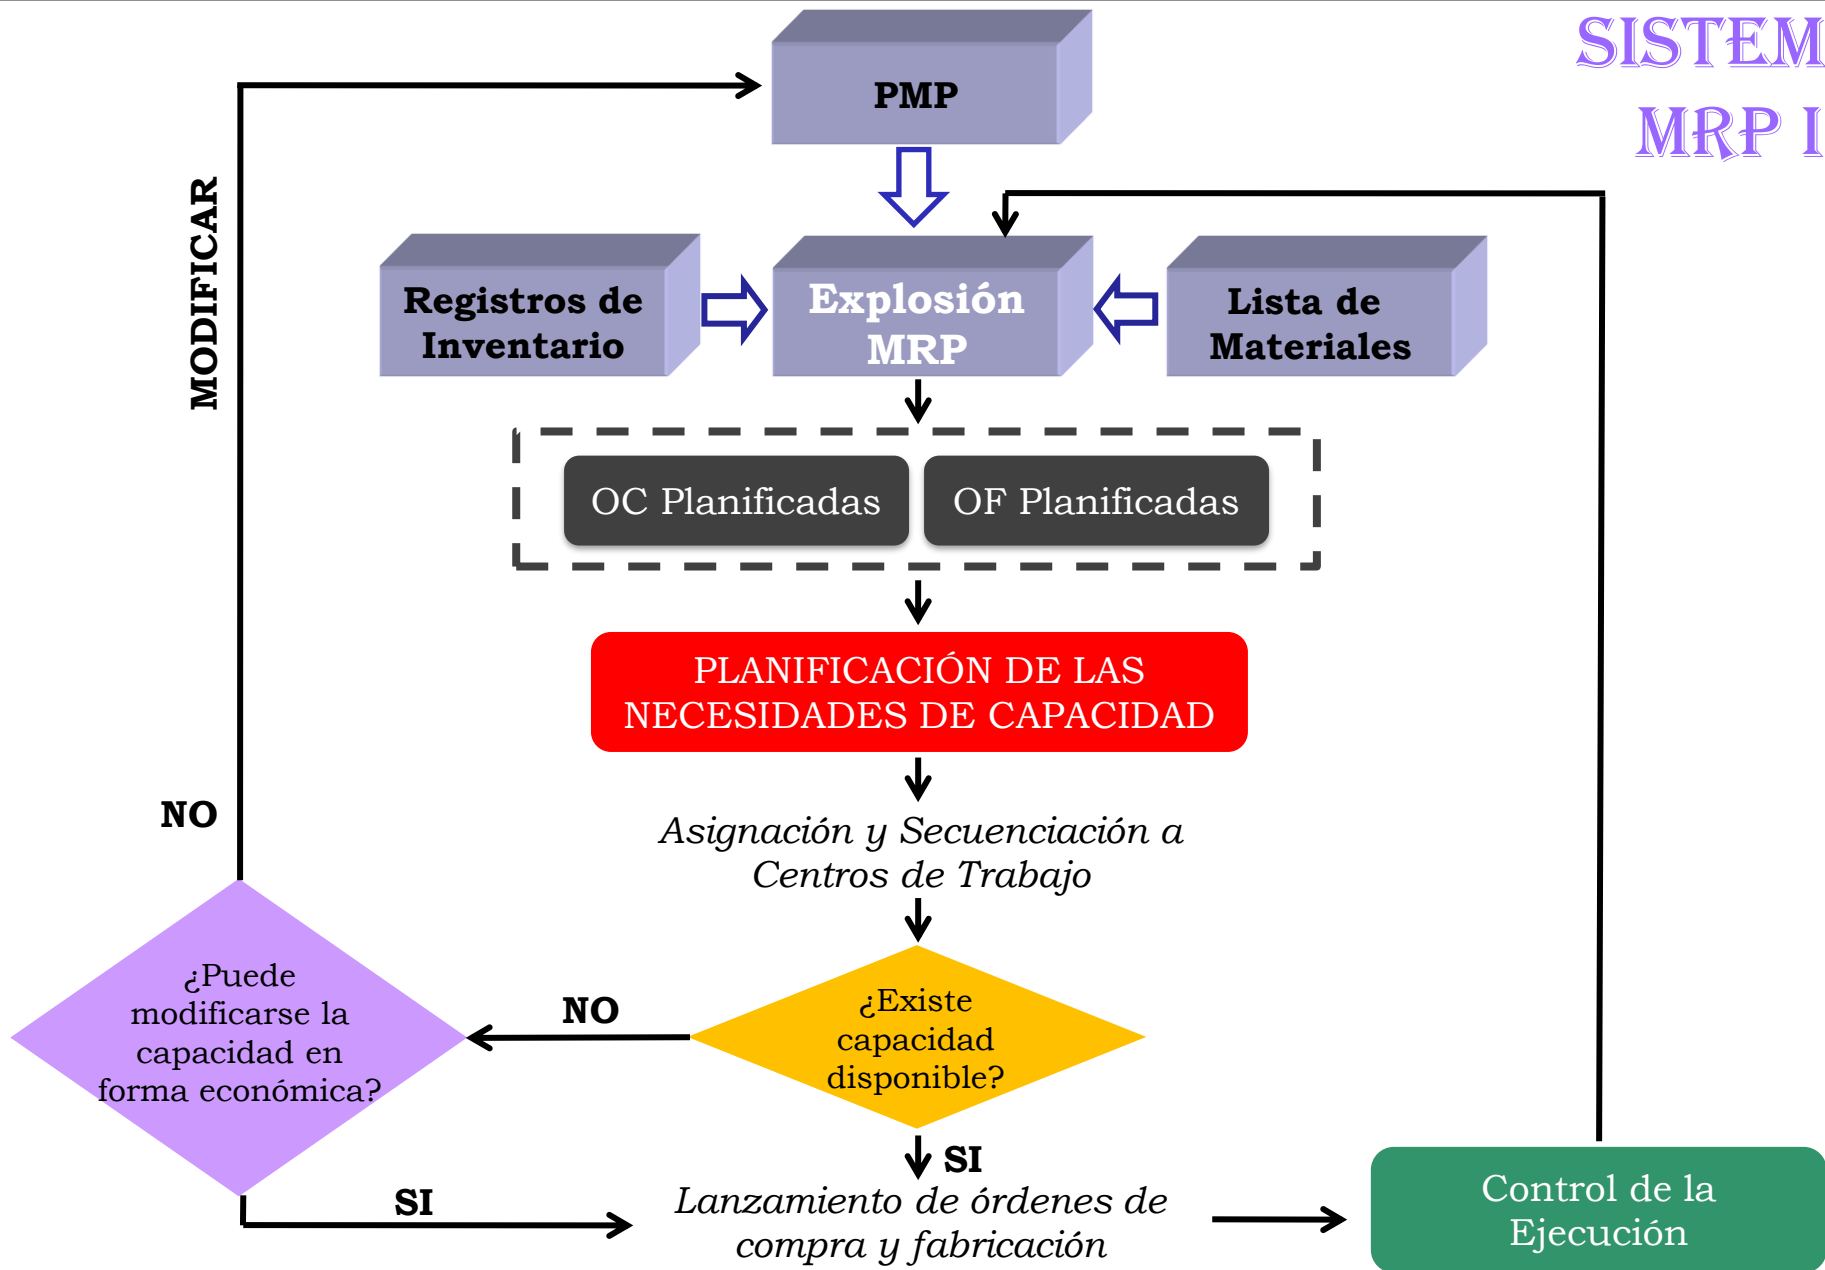 SISTEM
MRP I
PMP
MODIFICAR
Registros de
Inventario
Explosión
MRP
Lista de
Materiales
OC Planificadas
OF Planificadas
PLANIFICACIÓN DE LAS
NECESIDADES DE CAPACIDAD
NO
Asignación y Secuenciación a
Centros de Trabajo
¿Puede
modificarse la
capacidad en
forma económica?
NO
¿Existe
capacidad
disponible?
SI
SI
Lanzamiento de órdenes de
compra y fabricación
Control de la
Ejecución